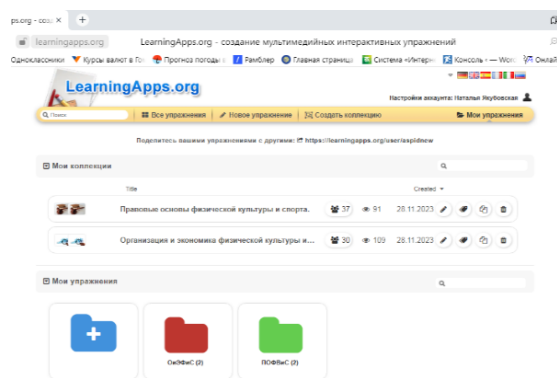 ps.org - соз × +
learningapps.org LearningApps.org - создание мультимедийных интерактивных упражнений
Одноклассники Курсы валют в Го Прогноз погоды Рамблер Главная страница Система «Интерн Консоль - — Wor Онлай
LearningApps.org
Настройки аккаунта: Наталья Якубовская
Поиск Все упражнения Новое упражнение Создать коллекцию Мои упражнения
Поделитесь вашими упражнениями с другими: https://learningapps.org/user/aspidnew
Мои коллекции
Title Created
Правовые основы физической культуры и спорта. 37 91 28.11.2023
Организация и экономика физической культуры и... 30 109 28.11.2023
Мои упражнения
ОиЭФиС (2) ПОФВиС (2)